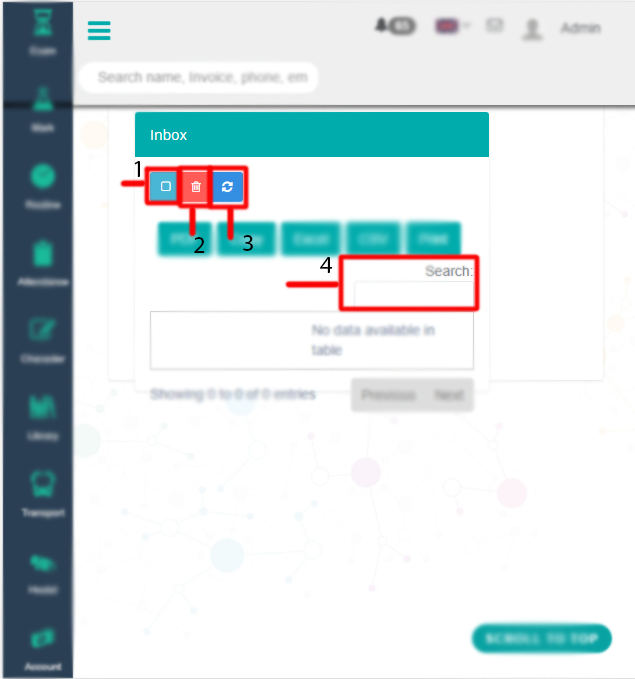 Exam
65
Admin
Search name, Invoice, phone, em
Mark
Inbox
1
Routine
2
3
Excel
CSV
Print
4
Search:
Attendance
No data available in
table
Showing 0 to 0 of 0 entries
Previous
Next
Library
Transport
Hostel
SCROLL TO TOP
Account